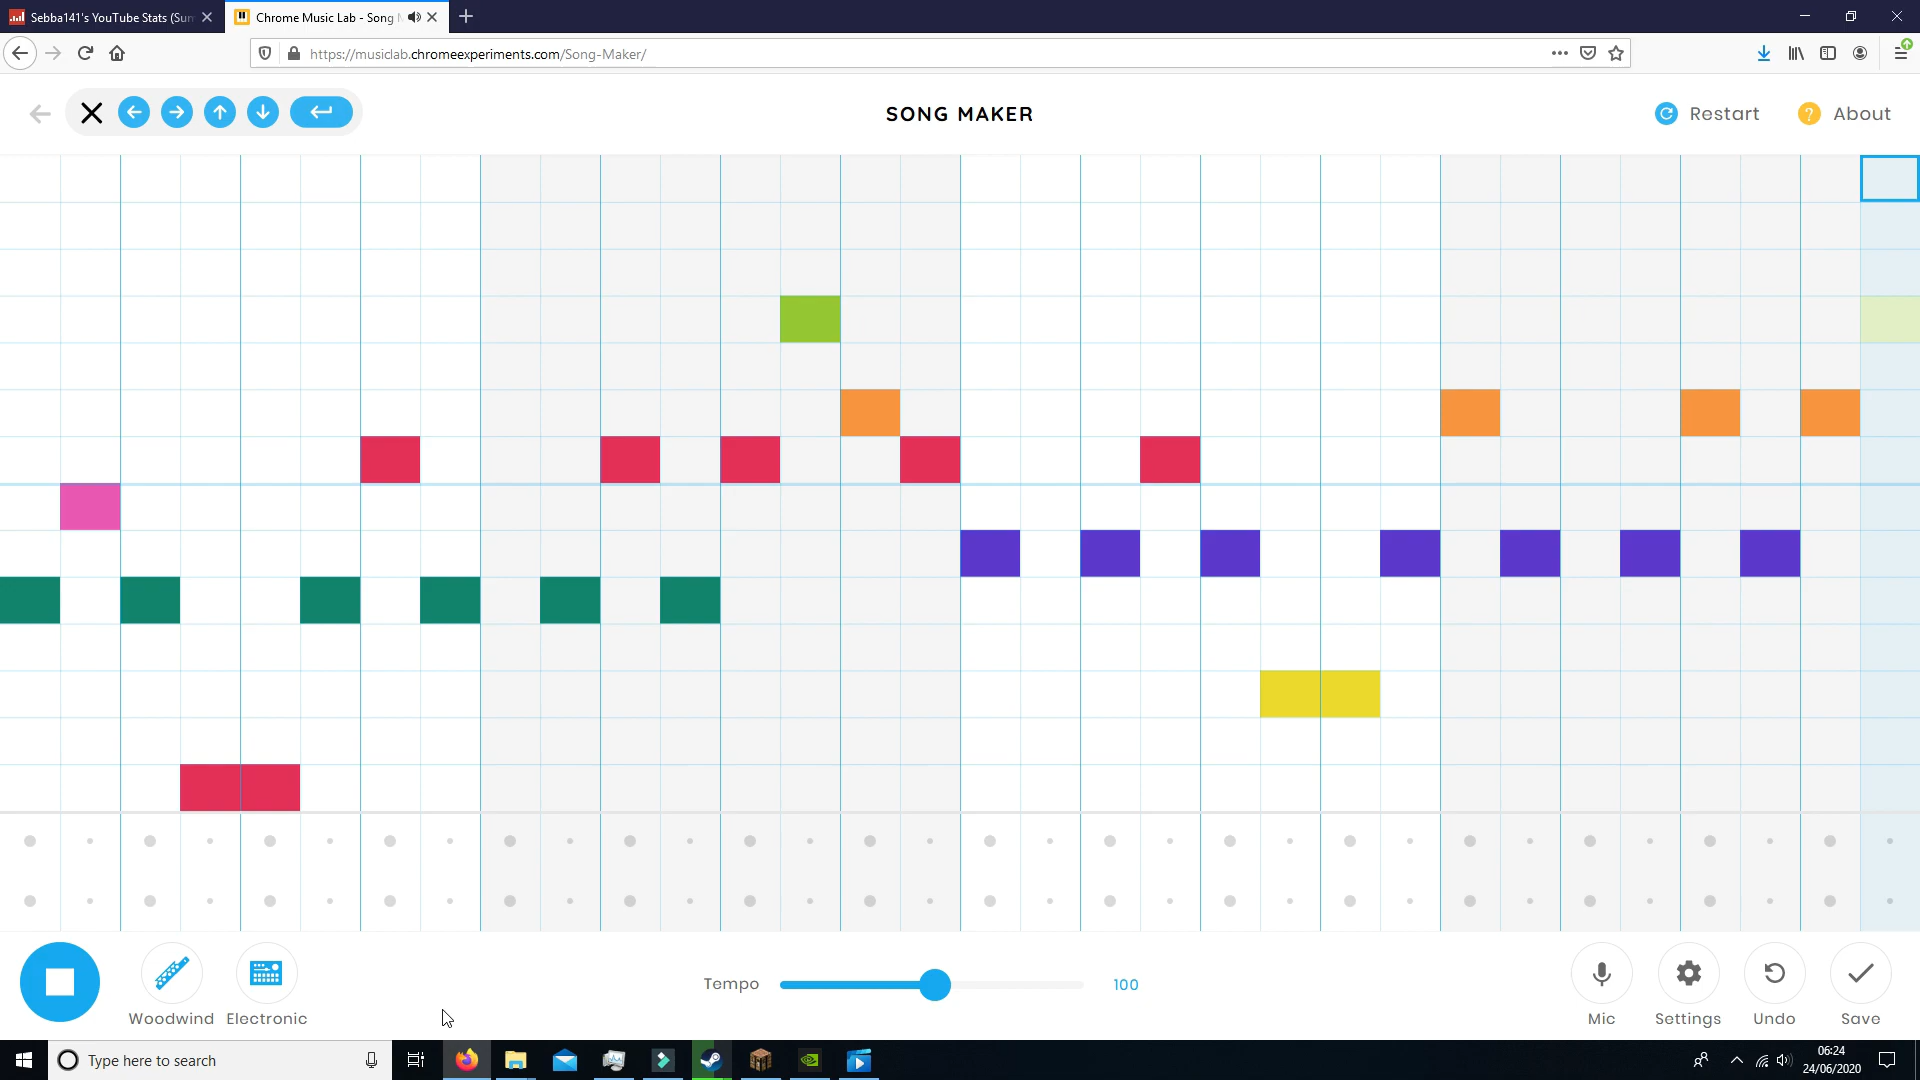 Sebba141's YouTube Stats (Sum
Chrome Music Lab - Song M
https://musiclab.chromeexperiments.com/Song-Maker/
SONG MAKER
Restart
? About
Woodwind
Electronic
Tempo
100
Mic
Settings
Undo
Save
Type here to search
06:24
24/06/2020